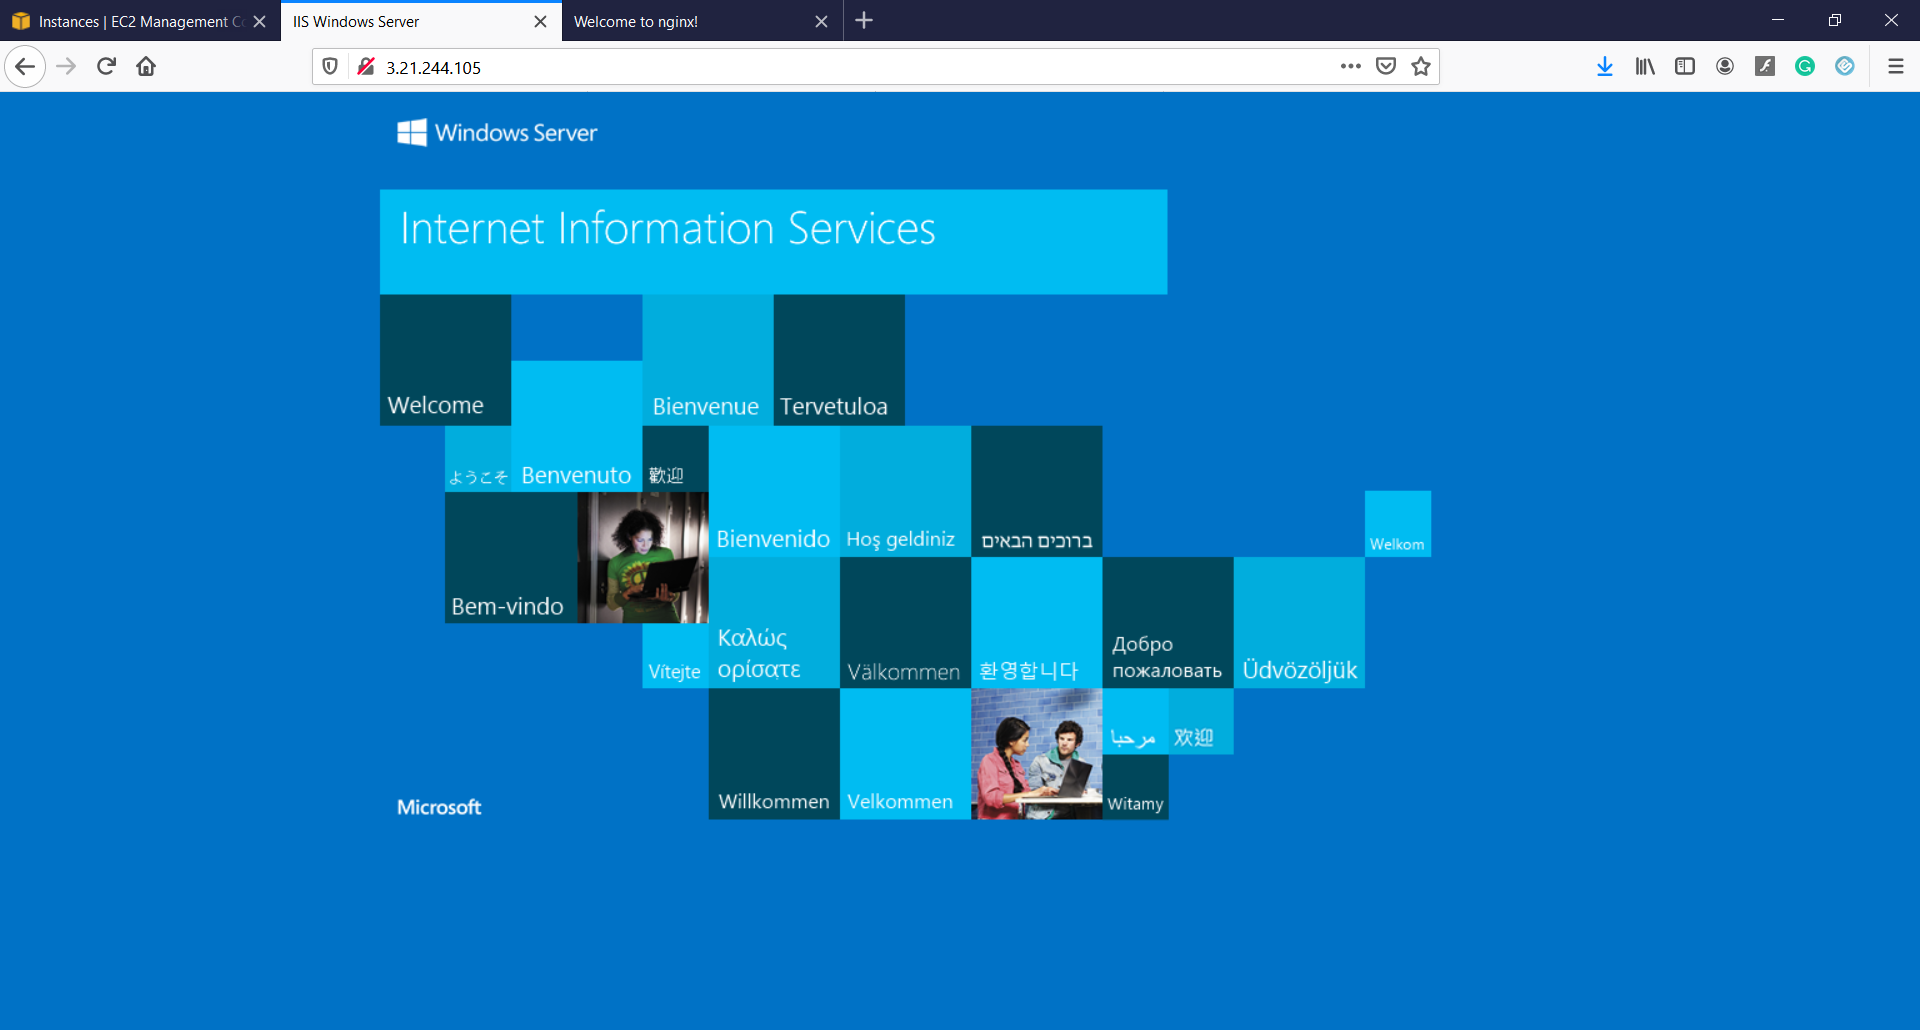 Instances | EC2 Management Co
IIS Windows Server
Welcome to nginx!
3.21.244.105
Windows Server
Internet Information Services
Welcome
Bienvenue
Tervetuloa
ようこそ
Benvenuto
歡迎
Bienvenido
Hoş geldiniz
ברוכים הבאים
Welkom
Bem-vindo
Vítejte
Καλώς
ορίσατε
Välkommen
환영합니다
Добро
пожаловать
Üdvözöljük
مرحبا
欢迎
Willkommen
Velkommen
Witamy
Microsoft